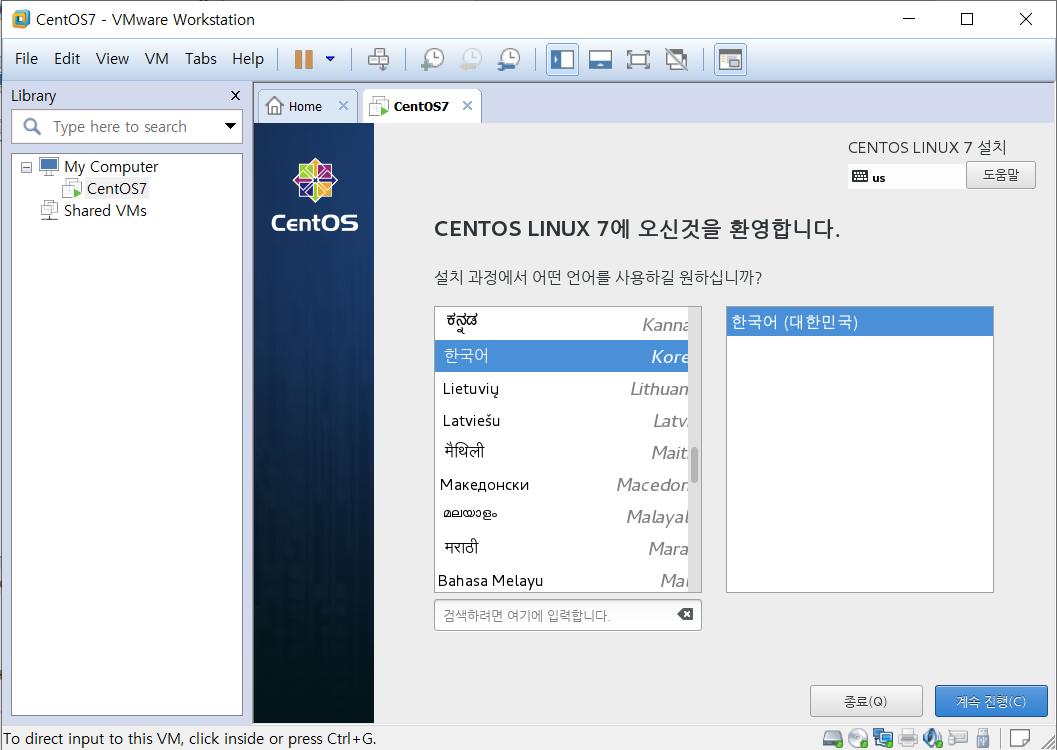 CentOS7 - VMware Workstation
File Edit View VM Tabs Help
Library
Type here to search
My Computer
CentOS7
Shared VMs
Home
CentOS7
CentOS
CENTOS LINUX 7 설치
us
도움말
CENTOS LINUX 7에 오신것을 환영합니다.
설치 과정에서 어떤 언어를 사용하길 원하십니까?
ಕನ್ನಡ Kanna
한국어 Kore
Lietuvių Lithuan
Latviešu Latv
मैथिली Mait
Македонски Macedon
മലയാളം Malayal
मराठी Mara
Bahasa Melayu Mal
한국어 (대한민국)
검색하려면 여기에 입력합니다.
종료(Q)
계속 진행(C)
To direct input to this VM, click inside or press Ctrl+G.